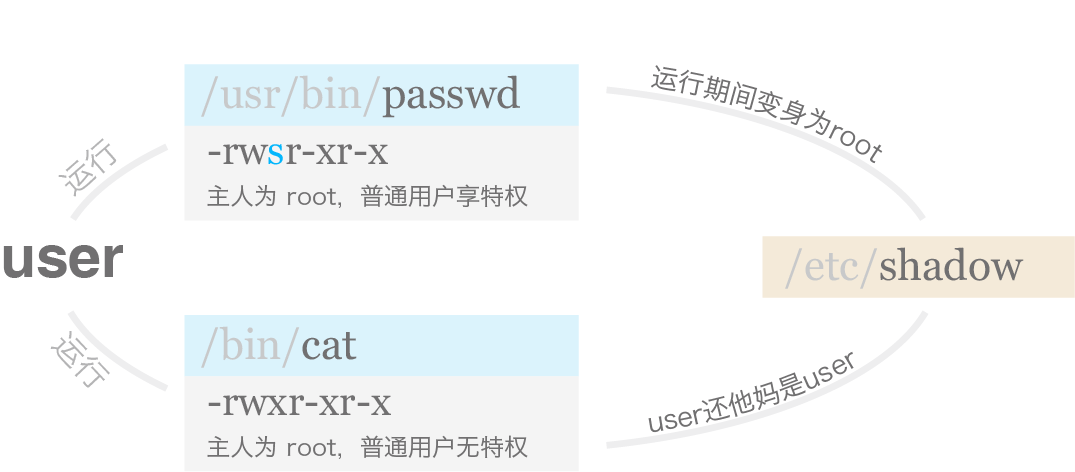 /usr/bin/passwd
-rwsr-xr-x
主人为 root，普通用户享特权
运行期间变身为root
运行
user
/etc/shadow
运行
/bin/cat
-rwxr-xr-x
主人为 root，普通用户无特权
user还他妈是user